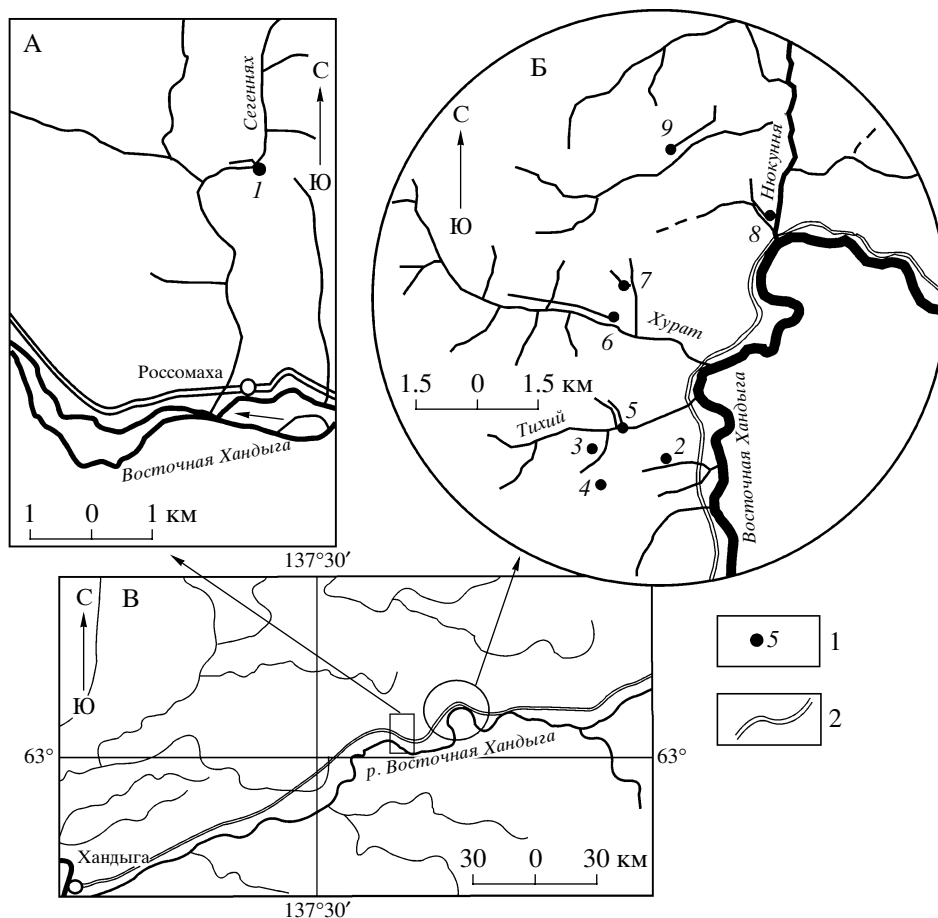 А
С
Ю
Сегеннях
1
Россомаха
Восточная Хандыга
1 0 1 км
Б
С
Ю
9
Нюкуння
8
7
6
Хурат
1.5 0 1.5 км
Тихий
5
3
2
4
Восточная Хандыга
137°30′
В
С
Ю
63°
63°
р. Восточная Хандыга
Хандыга
30 0 30 км
137°30′
5 1
2